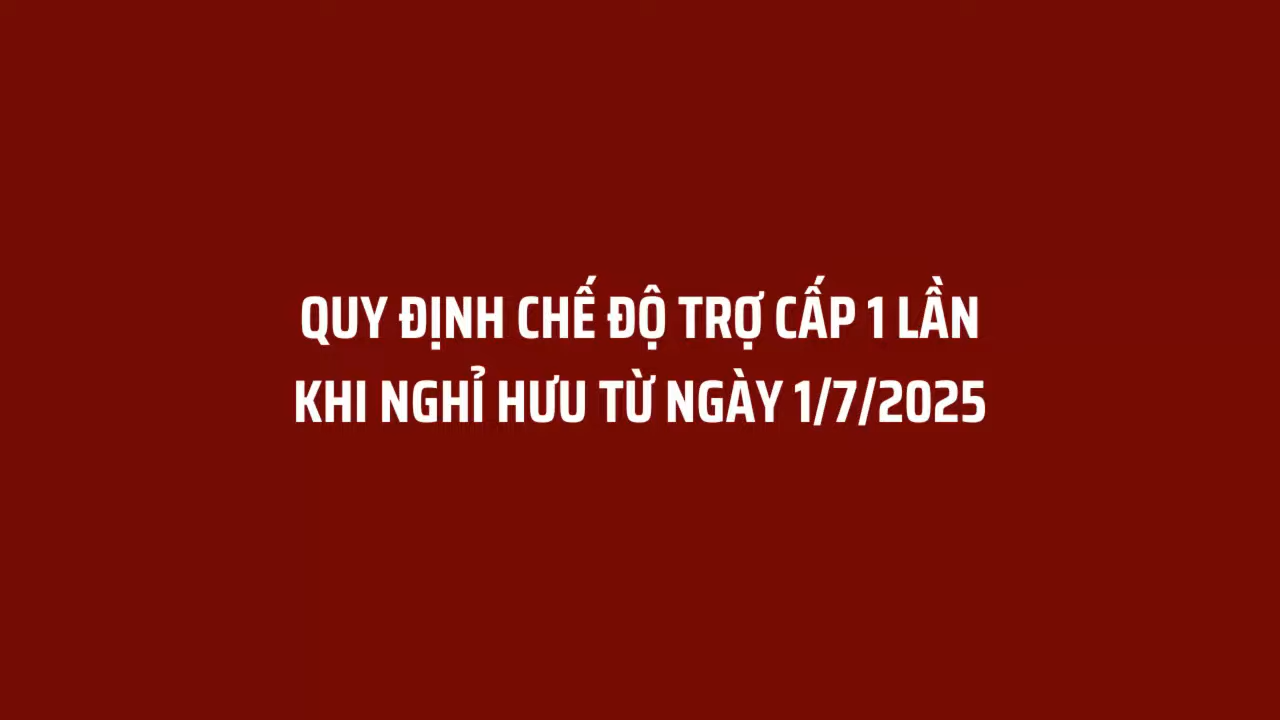 QUY ĐỊNH CHẾ ĐỘ TRỢ CẤP 1 LẦN
KHI NGHỈ HƯU TỪ NGÀY 1/7/2025